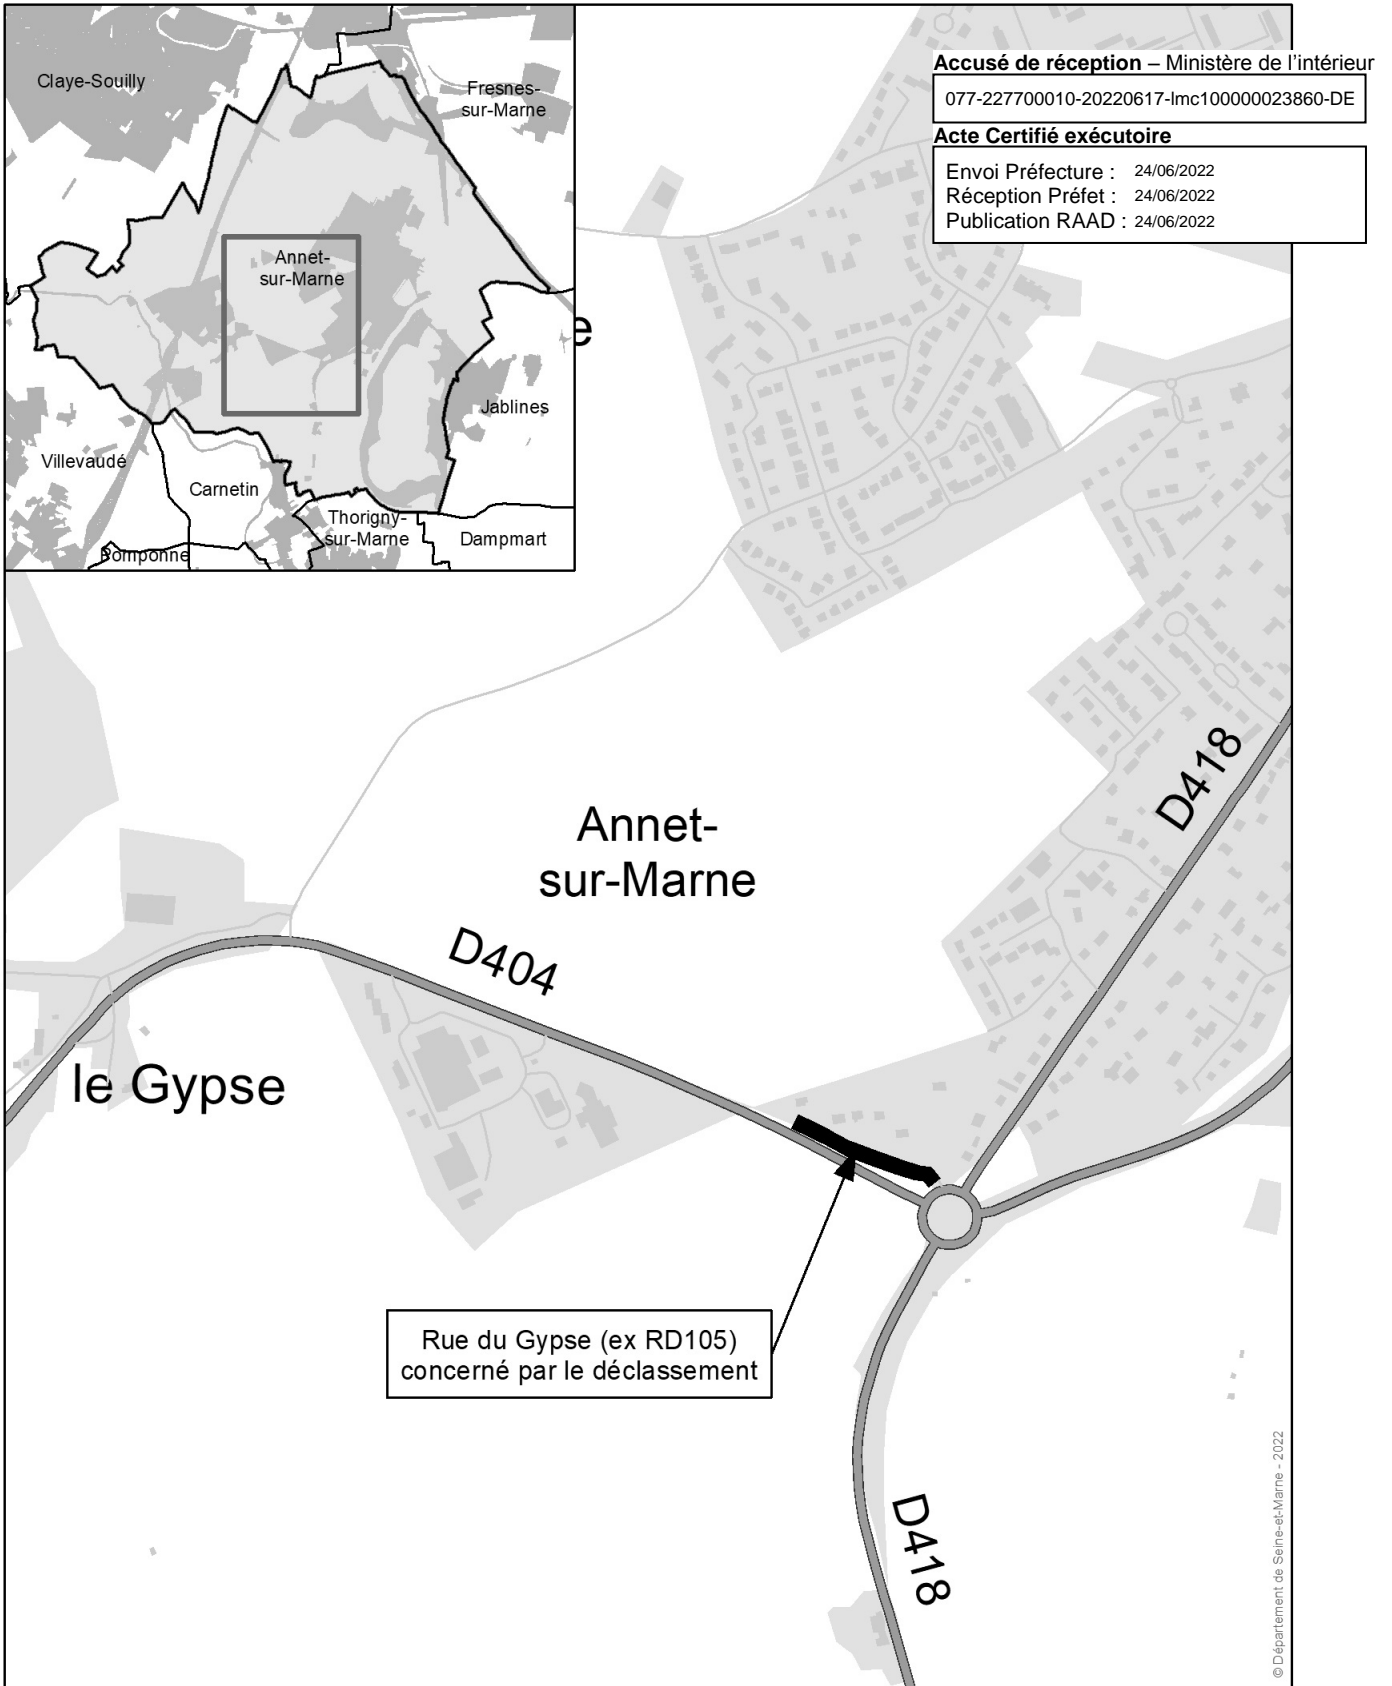 Accusé de réception – Ministère de l'intérieur
077-227700010-20220617-lmc100000023860-DE
Acte Certifié exécutoire
Envoi Préfecture : 24/06/2022
Réception Préfet : 24/06/2022
Publication RAAD : 24/06/2022
Claye-Souilly
Fresnes-
sur-Marne
Annet-
sur-Marne
e
Jablines
Villevaudé
Carnetin
Thorigny-
sur-Marne
Dampmart
Pomponne
D418
Annet-
sur-Marne
D404
le Gypse
Rue du Gypse (ex RD105)
concerné par le déclassement
D418
© Département de Seine-et-Marne - 2022